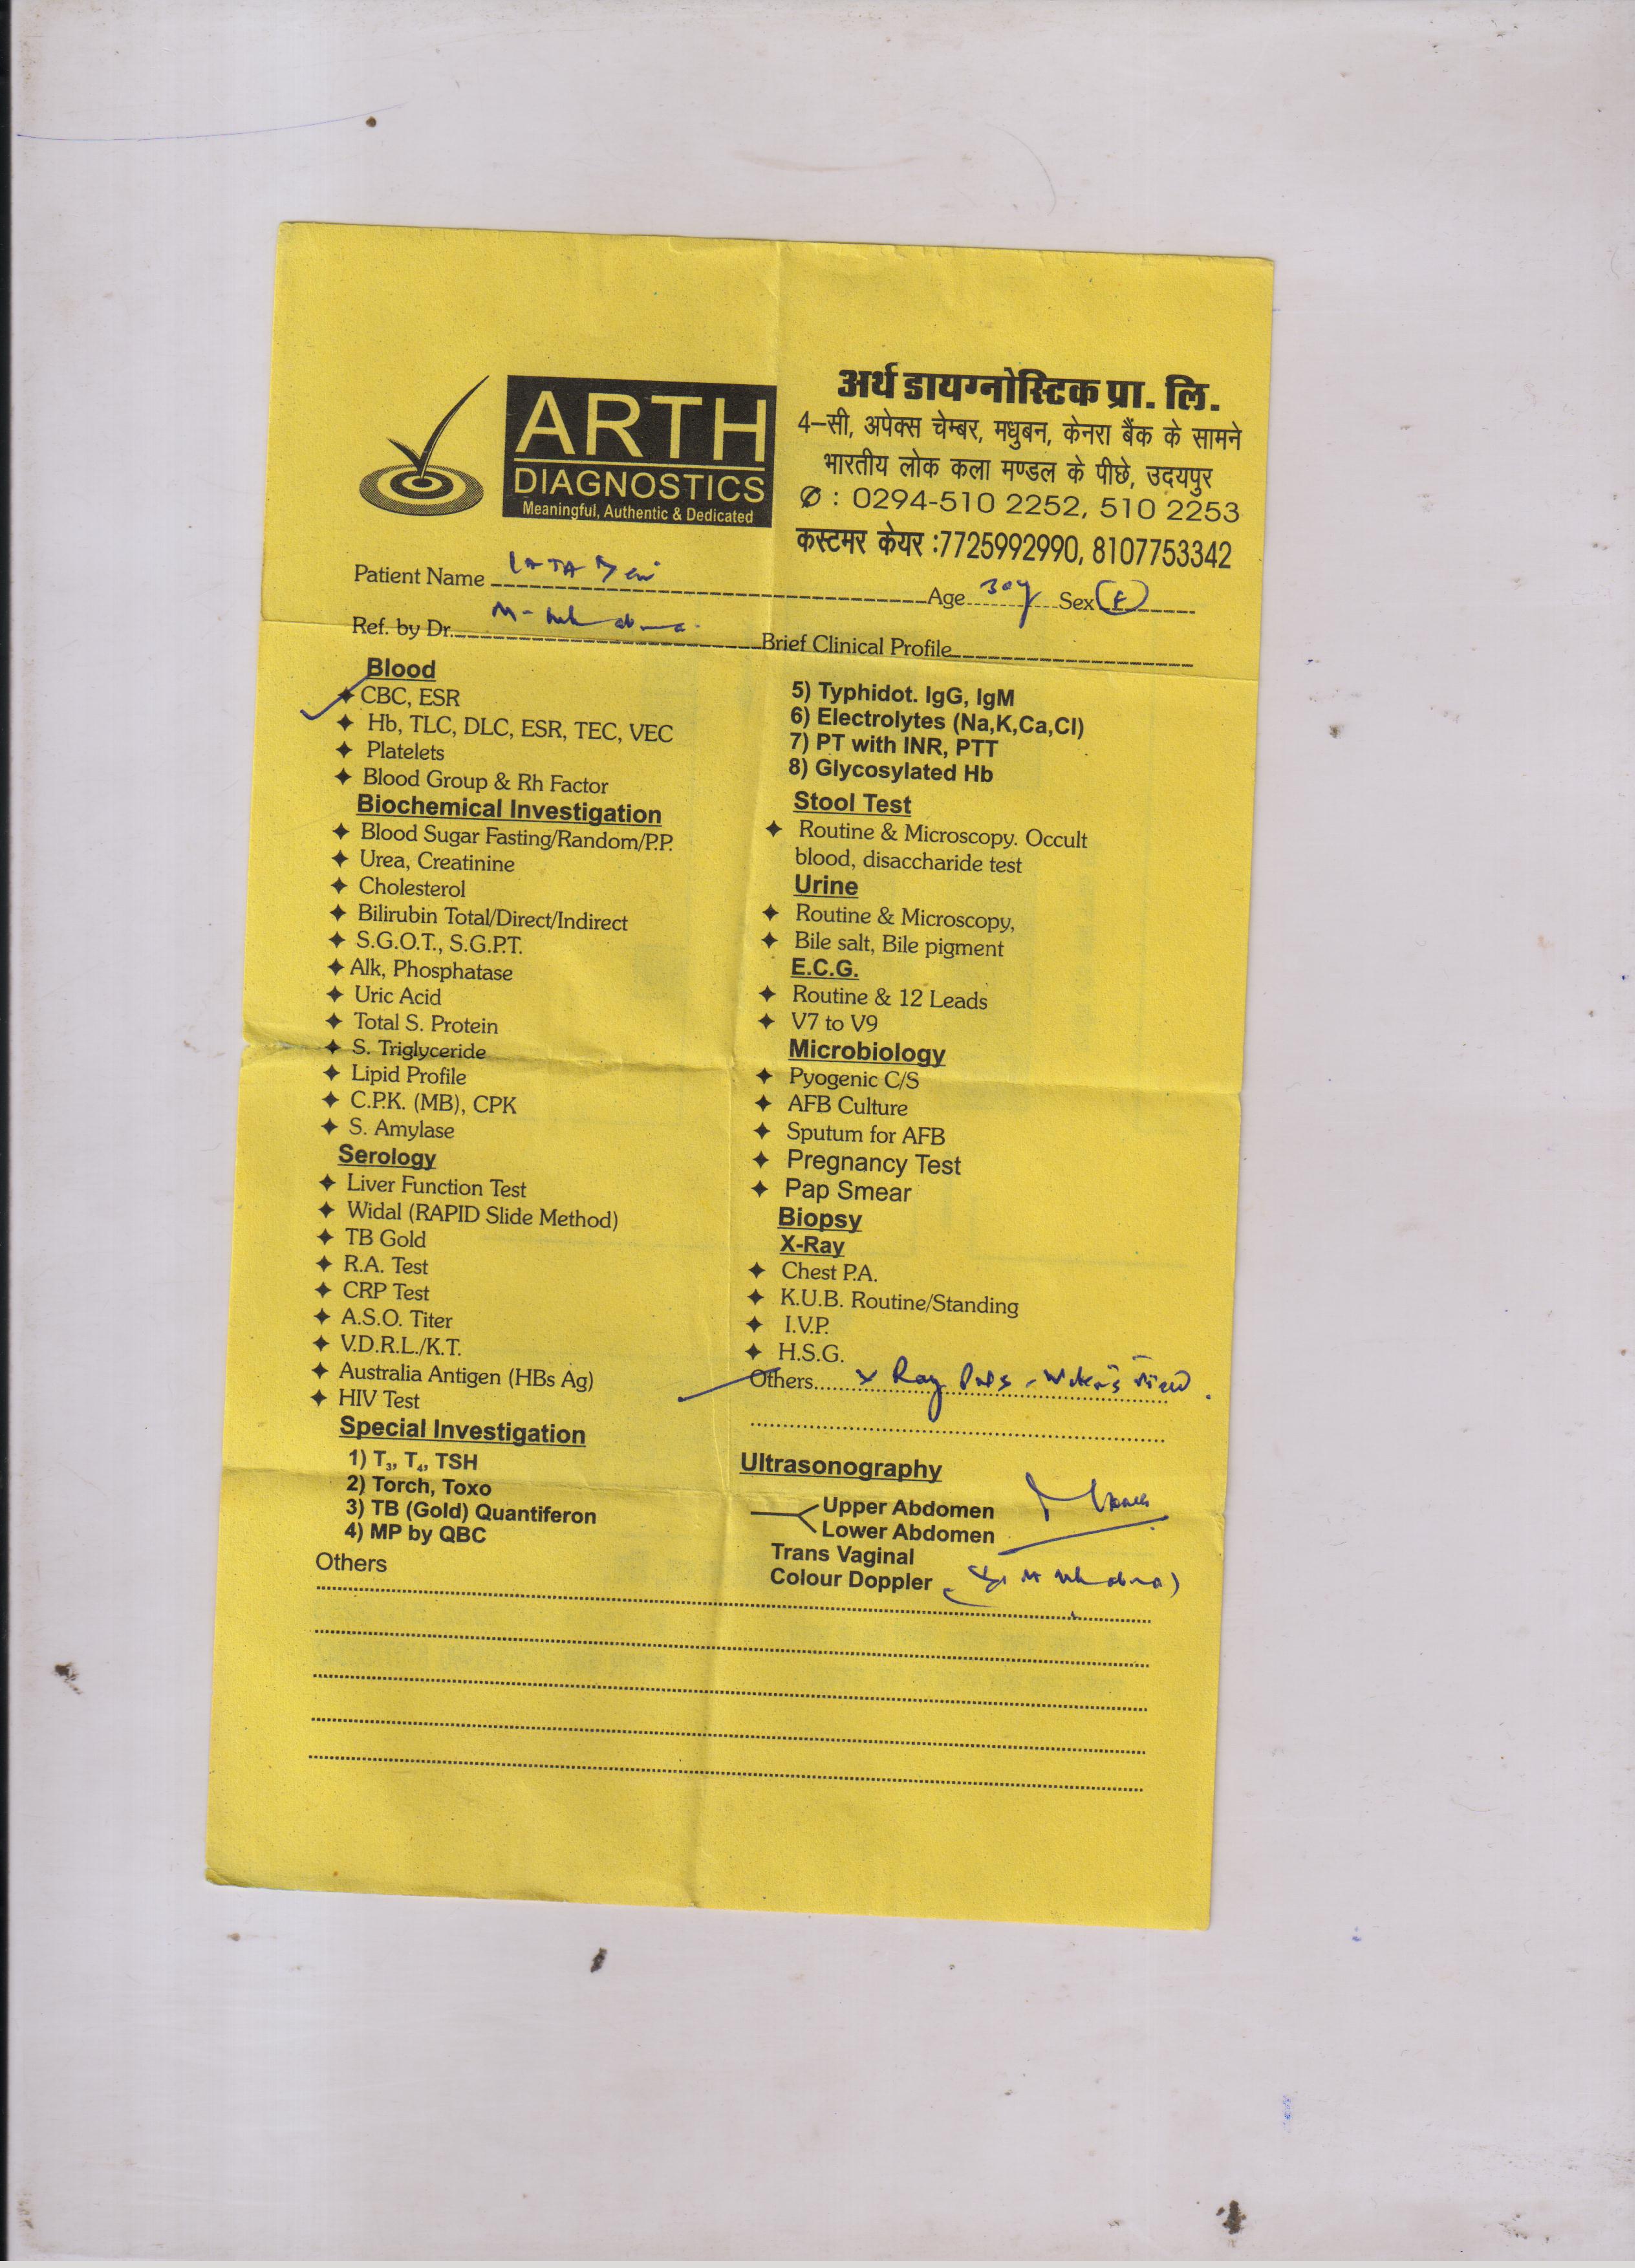 ARTH
DIAGNOSTICS
Meaningful, Authentic & Dedicated
अर्थ डायग्नोस्टिक प्रा. लि.
4–सी, अपेक्स चेम्बर, मधुबन, केनरा बैंक के सामने
भारतीय लोक कला मण्डल के पीछे, उदयपुर
✆ : 0294-510 2252, 510 2253
कस्टमर केयर :7725992990, 8107753342
Patient Name LATA Devi Age 30y Sex F
Ref. by Dr. M- Brief Clinical Profile
Blood
CBC, ESR
Hb, TLC, DLC, ESR, TEC, VEC
Platelets
Blood Group & Rh Factor
Biochemical Investigation
Blood Sugar Fasting/Random/P.P.
Urea, Creatinine
Cholesterol
Bilirubin Total/Direct/Indirect
S.G.O.T., S.G.P.T.
Alk, Phosphatase
Uric Acid
Total S. Protein
S. Triglyceride
Lipid Profile
C.P.K. (MB), CPK
S. Amylase
Serology
Liver Function Test
Widal (RAPID Slide Method)
TB Gold
R.A. Test
CRP Test
A.S.O. Titer
V.D.R.L./K.T.
Australia Antigen (HBs Ag)
HIV Test
Special Investigation
1) T₃, T₄, TSH
2) Torch, Toxo
3) TB (Gold) Quantiferon
4) MP by QBC
5) Typhidot. IgG, IgM
6) Electrolytes (Na,K,Ca,Cl)
7) PT with INR, PTT
8) Glycosylated Hb
Stool Test
Routine & Microscopy. Occult
blood, disaccharide test
Urine
Routine & Microscopy,
Bile salt, Bile pigment
E.C.G.
Routine & 12 Leads
V7 to V9
Microbiology
Pyogenic C/S
AFB Culture
Sputum for AFB
Pregnancy Test
Pap Smear
Biopsy
X-Ray
Chest P.A.
K.U.B. Routine/Standing
I.V.P.
H.S.G.
Others X Ray PNS - Water's View.
Ultrasonography
Upper Abdomen
Lower Abdomen
Trans Vaginal
Colour Doppler
Others